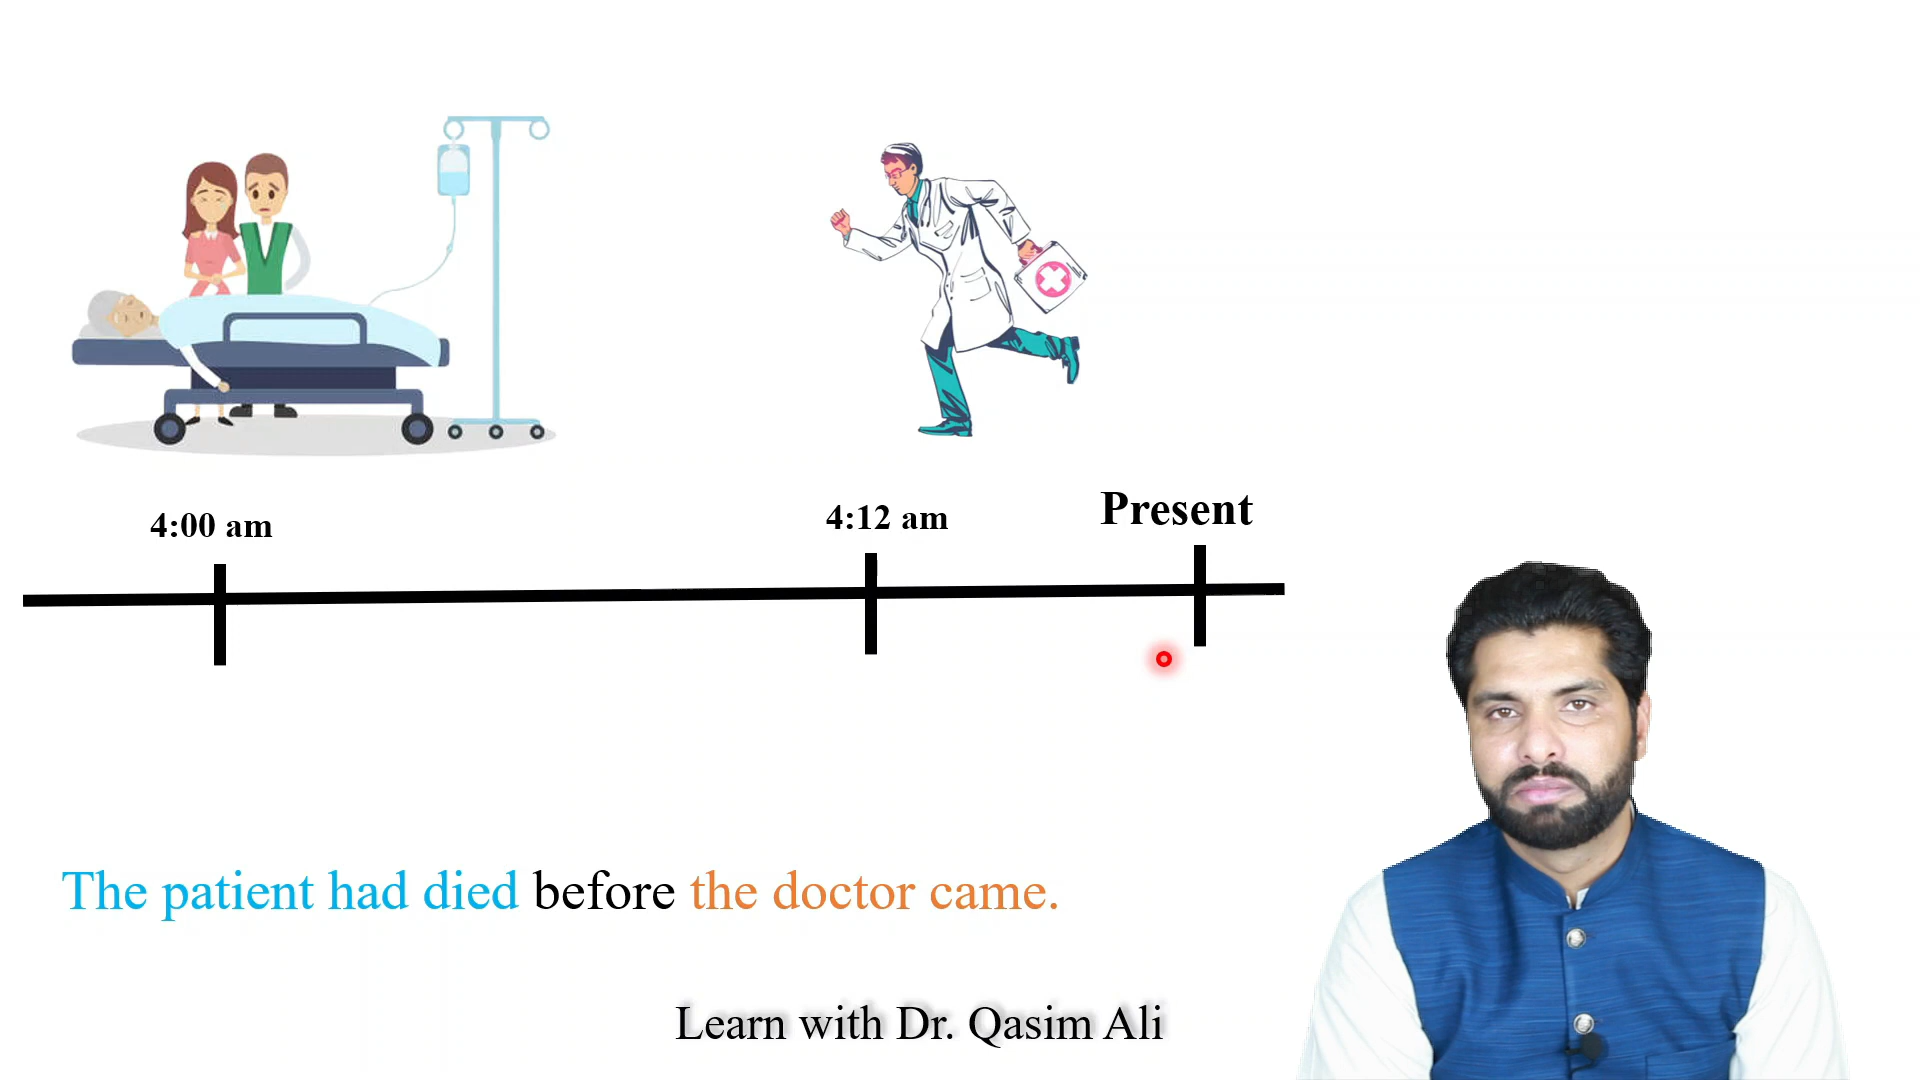 4:00 am
4:12 am
Present
The patient had died before the doctor came.
Learn with Dr. Qasim Ali